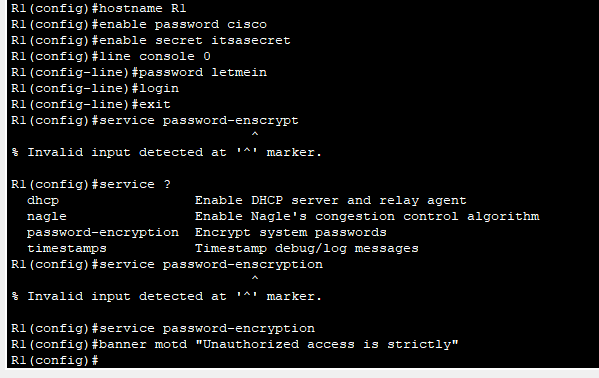 R1(config)#hostname R1
R1(config)#enable password cisco
R1(config)#enable secret itsasecret
R1(config)#line console 0
R1(config-line)#password letmein
R1(config-line)#login
R1(config-line)#exit
R1(config)#service password-enscrypt
^
% Invalid input detected at '^' marker.
R1(config)#service ?
dhcp Enable DHCP server and relay agent
nagle Enable Nagle's congestion control algorithm
password-encryption Encrypt system passwords
timestamps Timestamp debug/log messages
R1(config)#service password-enscryption
^
% Invalid input detected at '^' marker.
R1(config)#service password-encryption
R1(config)#banner motd "Unauthorized access is strictly"
R1(config)#